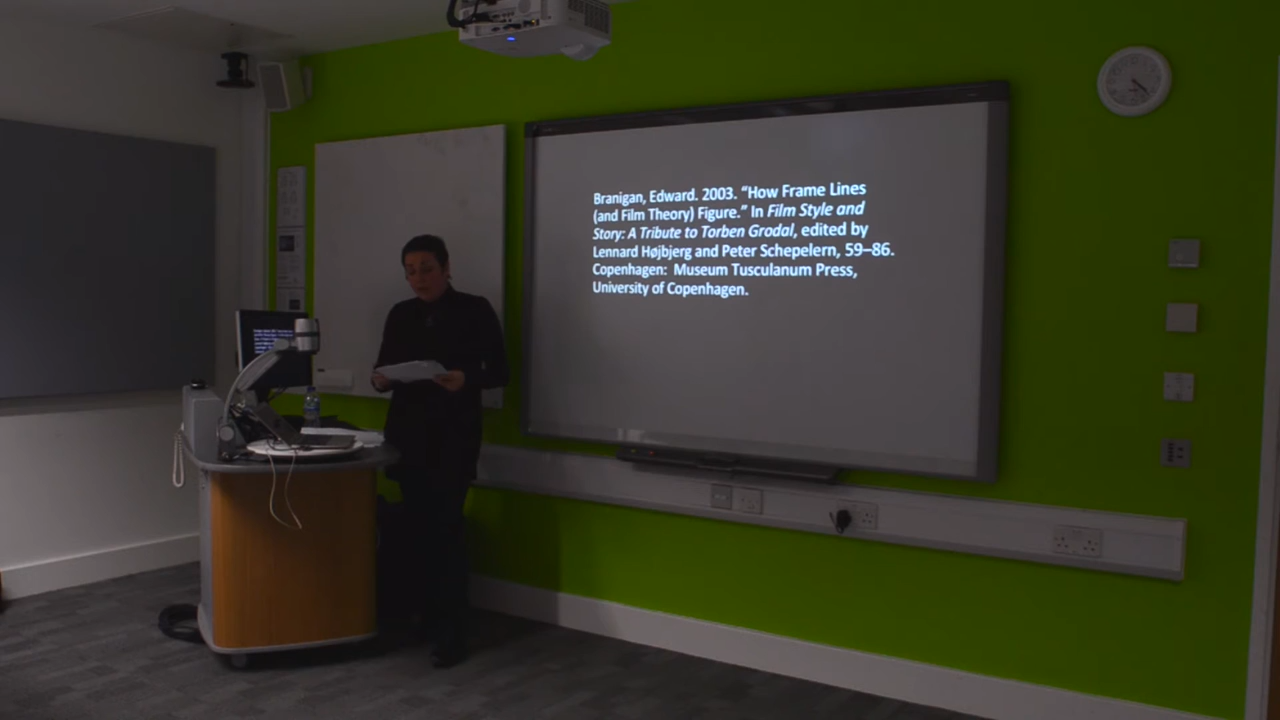 Branigan, Edward. 2003. “How Frame Lines
(and Film Theory) Figure.” In Film Style and
Story: A Tribute to Torben Grodal, edited by
Lennard Højbjerg and Peter Schepelern, 59–86.
Copenhagen: Museum Tusculanum Press,
University of Copenhagen.